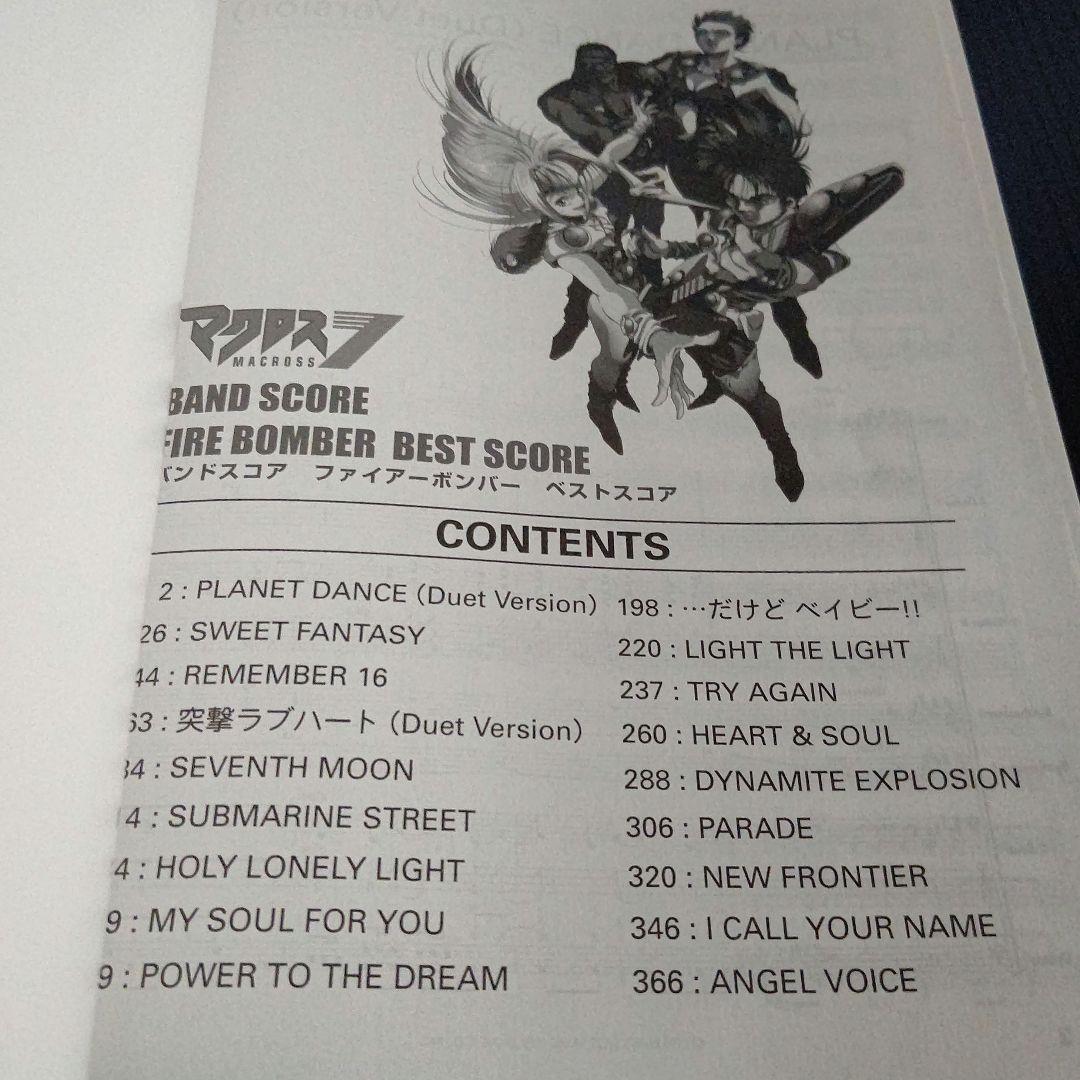 マクロス7
MACROSS
BAND SCORE
FIRE BOMBER BEST SCORE
バンドスコア ファイアーボンバー ベストスコア
CONTENTS
2 : PLANET DANCE (Duet Version)
26 : SWEET FANTASY
44 : REMEMBER 16
63 : 突撃ラブハート (Duet Version)
84 : SEVENTH MOON
14 : SUBMARINE STREET
4 : HOLY LONELY LIGHT
9 : MY SOUL FOR YOU
9 : POWER TO THE DREAM
198 : …だけど ベイビー!!
220 : LIGHT THE LIGHT
237 : TRY AGAIN
260 : HEART & SOUL
288 : DYNAMITE EXPLOSION
306 : PARADE
320 : NEW FRONTIER
346 : I CALL YOUR NAME
366 : ANGEL VOICE